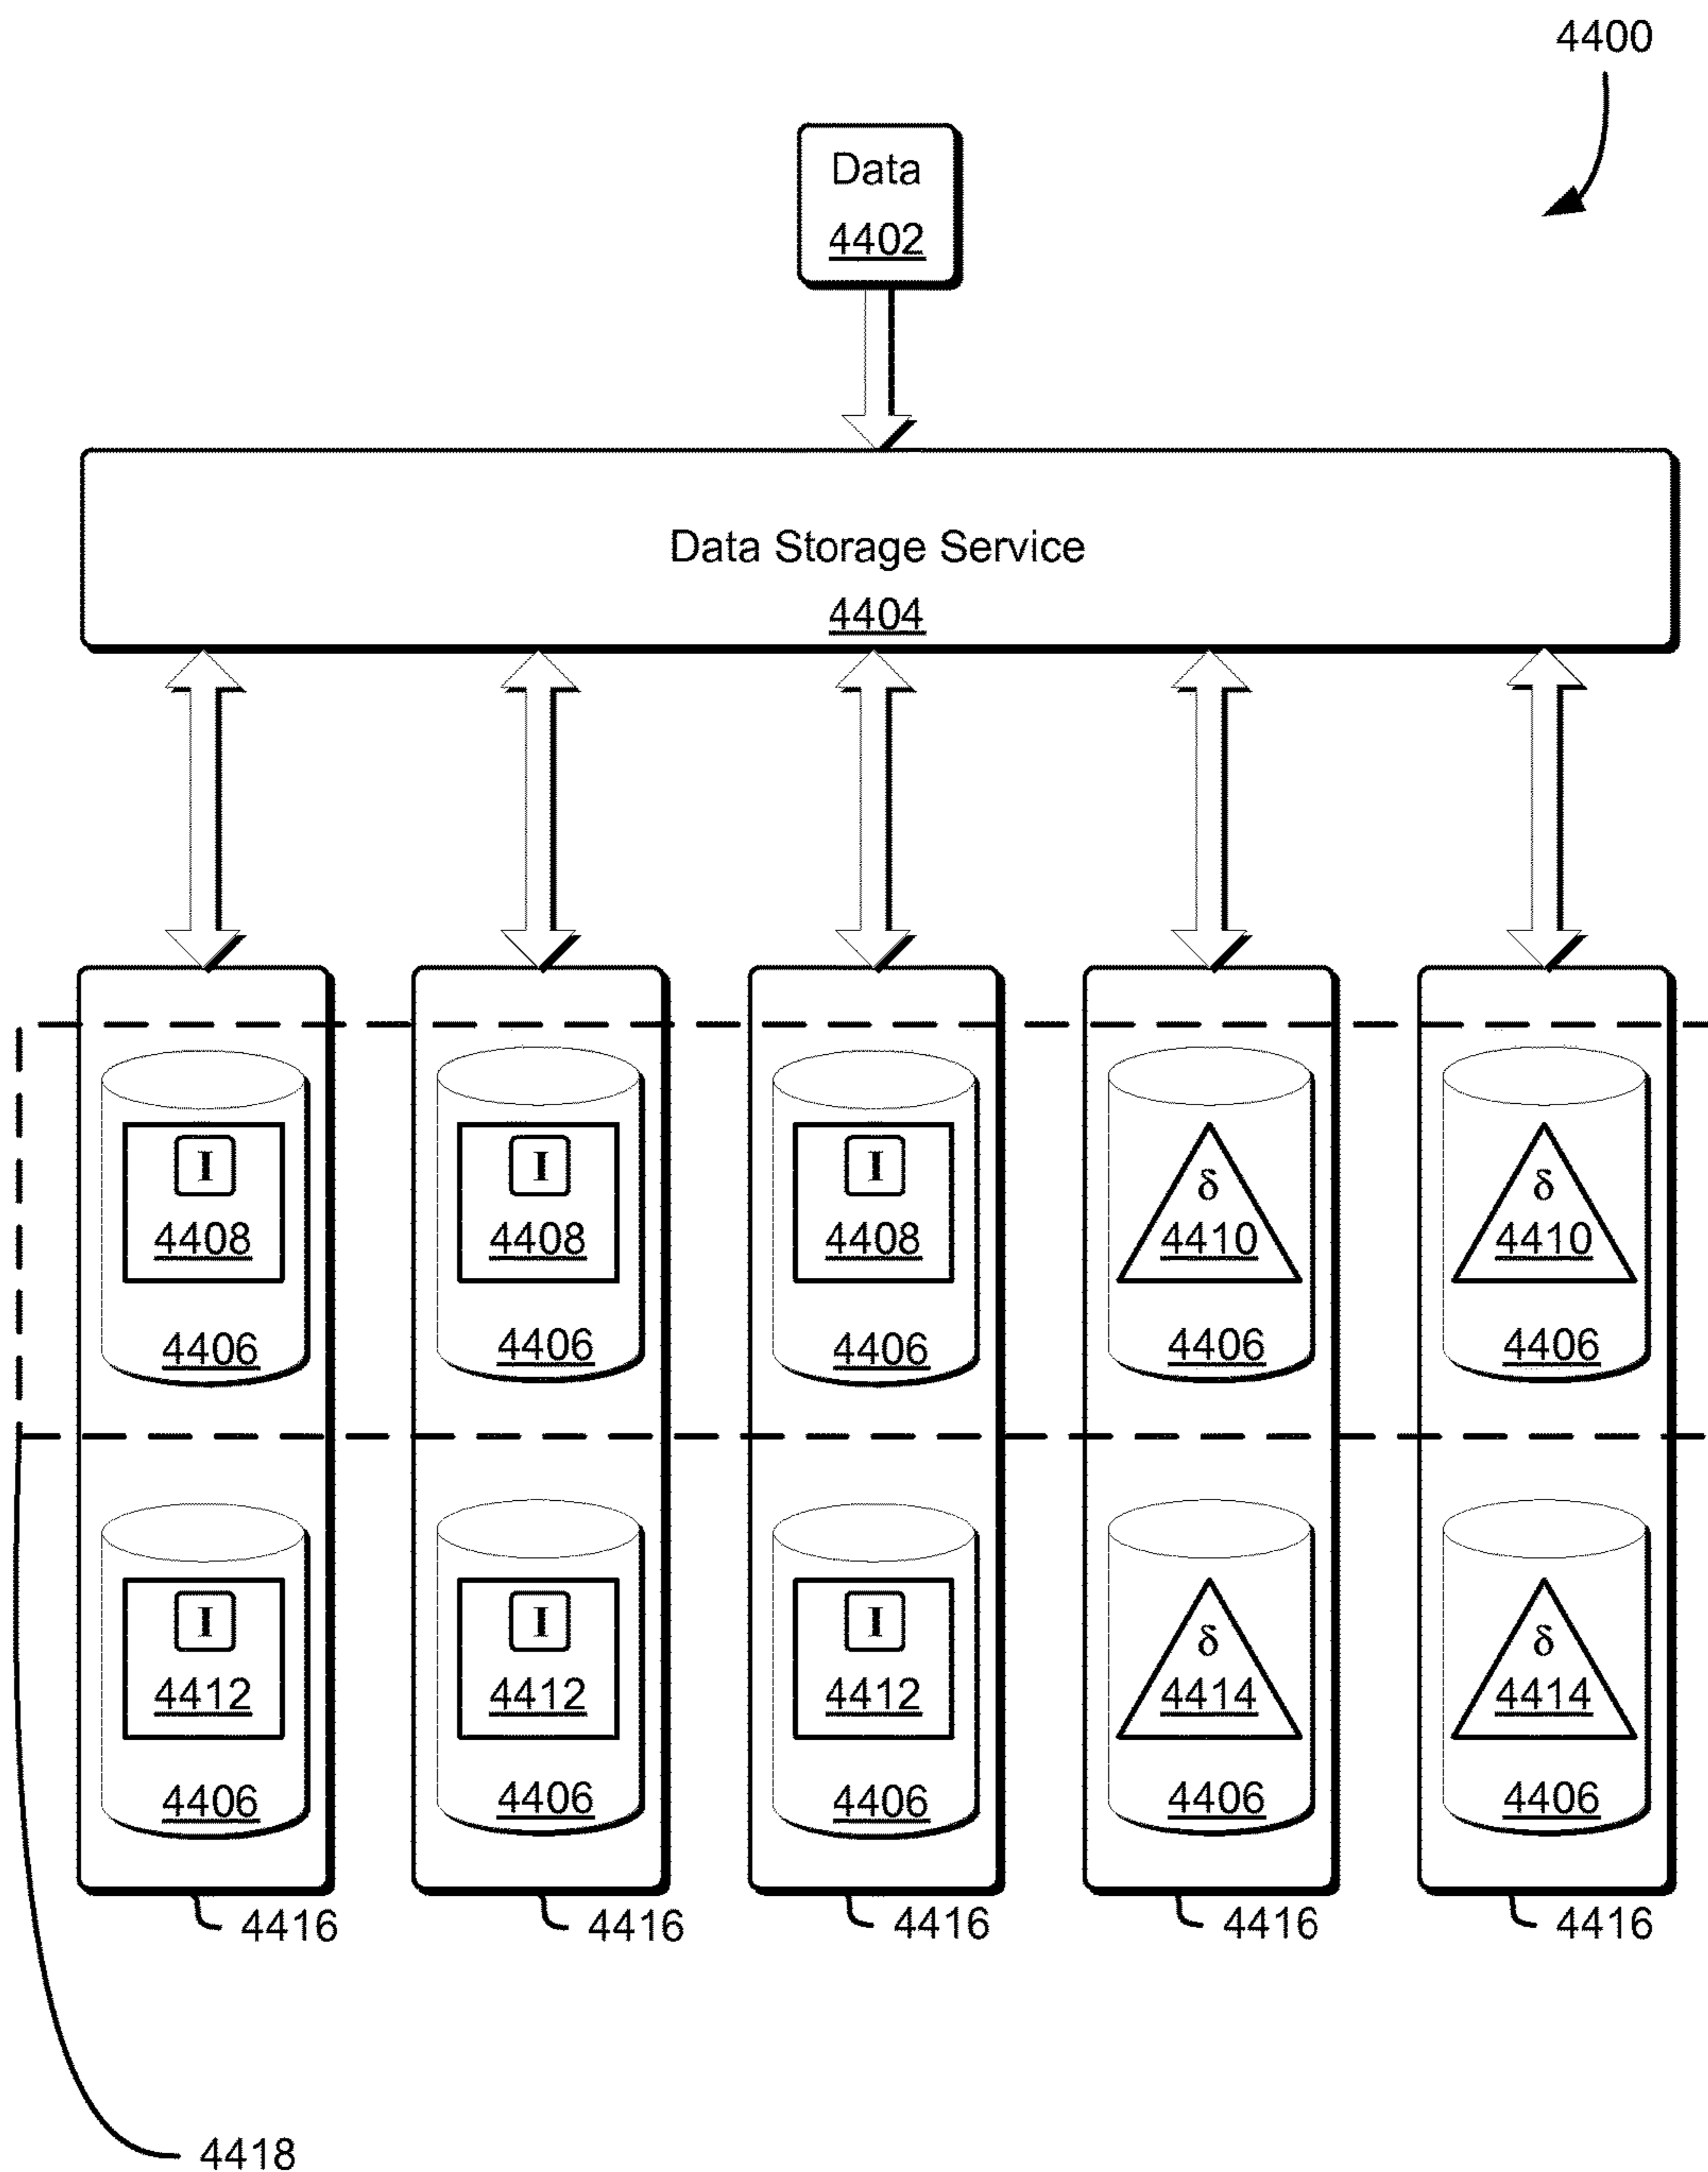 4400
Data
4402
Data Storage Service
4404
I I I δ δ
4408 4408 4408 4410 4410
4406 4406 4406 4406 4406
I I I δ δ
4412 4412 4412 4414 4414
4406 4406 4406 4406 4406
4416 4416 4416 4416 4416
4418